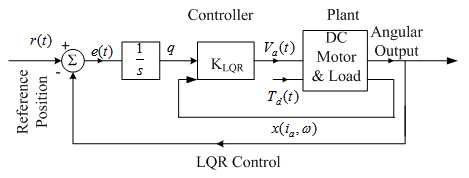 Controller
Plant
r(t)
+
Σ
-
e(t)
1
s
q
K_LQR
V_a(t)
T_d(t)
DC
Motor
& Load
Angular
Output
Reference
Position
x(i_a, ω)
LQR Control